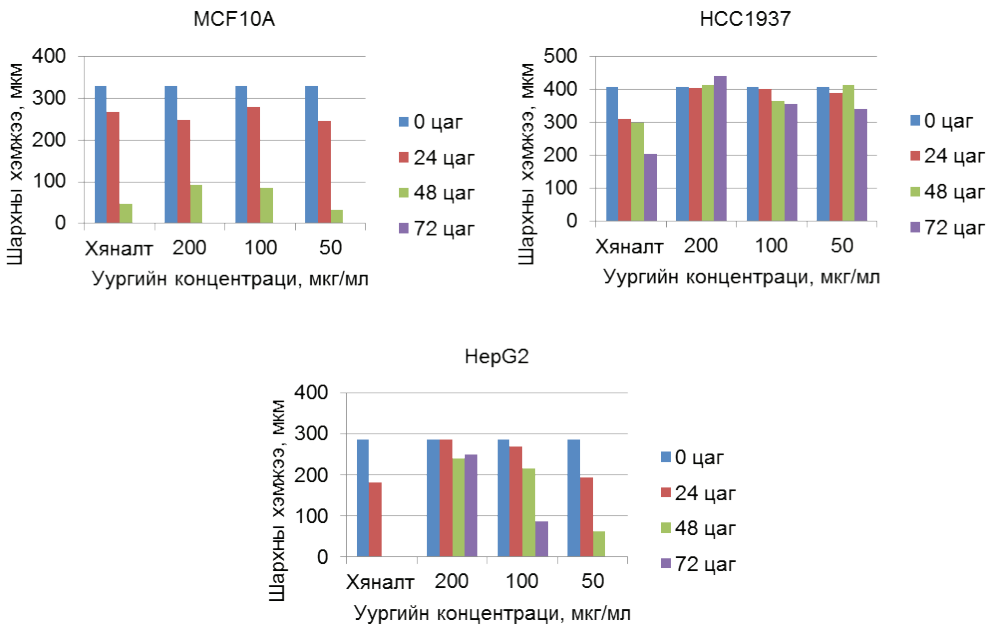 MCF10A
Шархны хэмжээ, мкм
400
300
200
100
0
Хяналт 200 100 50
Уургийн концентраци, мкг/мл
0 цаг
24 цаг
48 цаг
72 цаг
HCC1937
Шархны хэмжээ, мкм
500
400
300
200
400
0
Хяналт 200 100 50
Уургийн концентраци, мкг/мл
0 цаг
24 цаг
48 цаг
72 цаг
HepG2
Шархны хэмжээ, мкм
400
300
200
100
0
Хяналт 200 100 50
Уургийн концентраци, мкг/мл
0 цаг
24 цаг
48 цаг
72 цаг